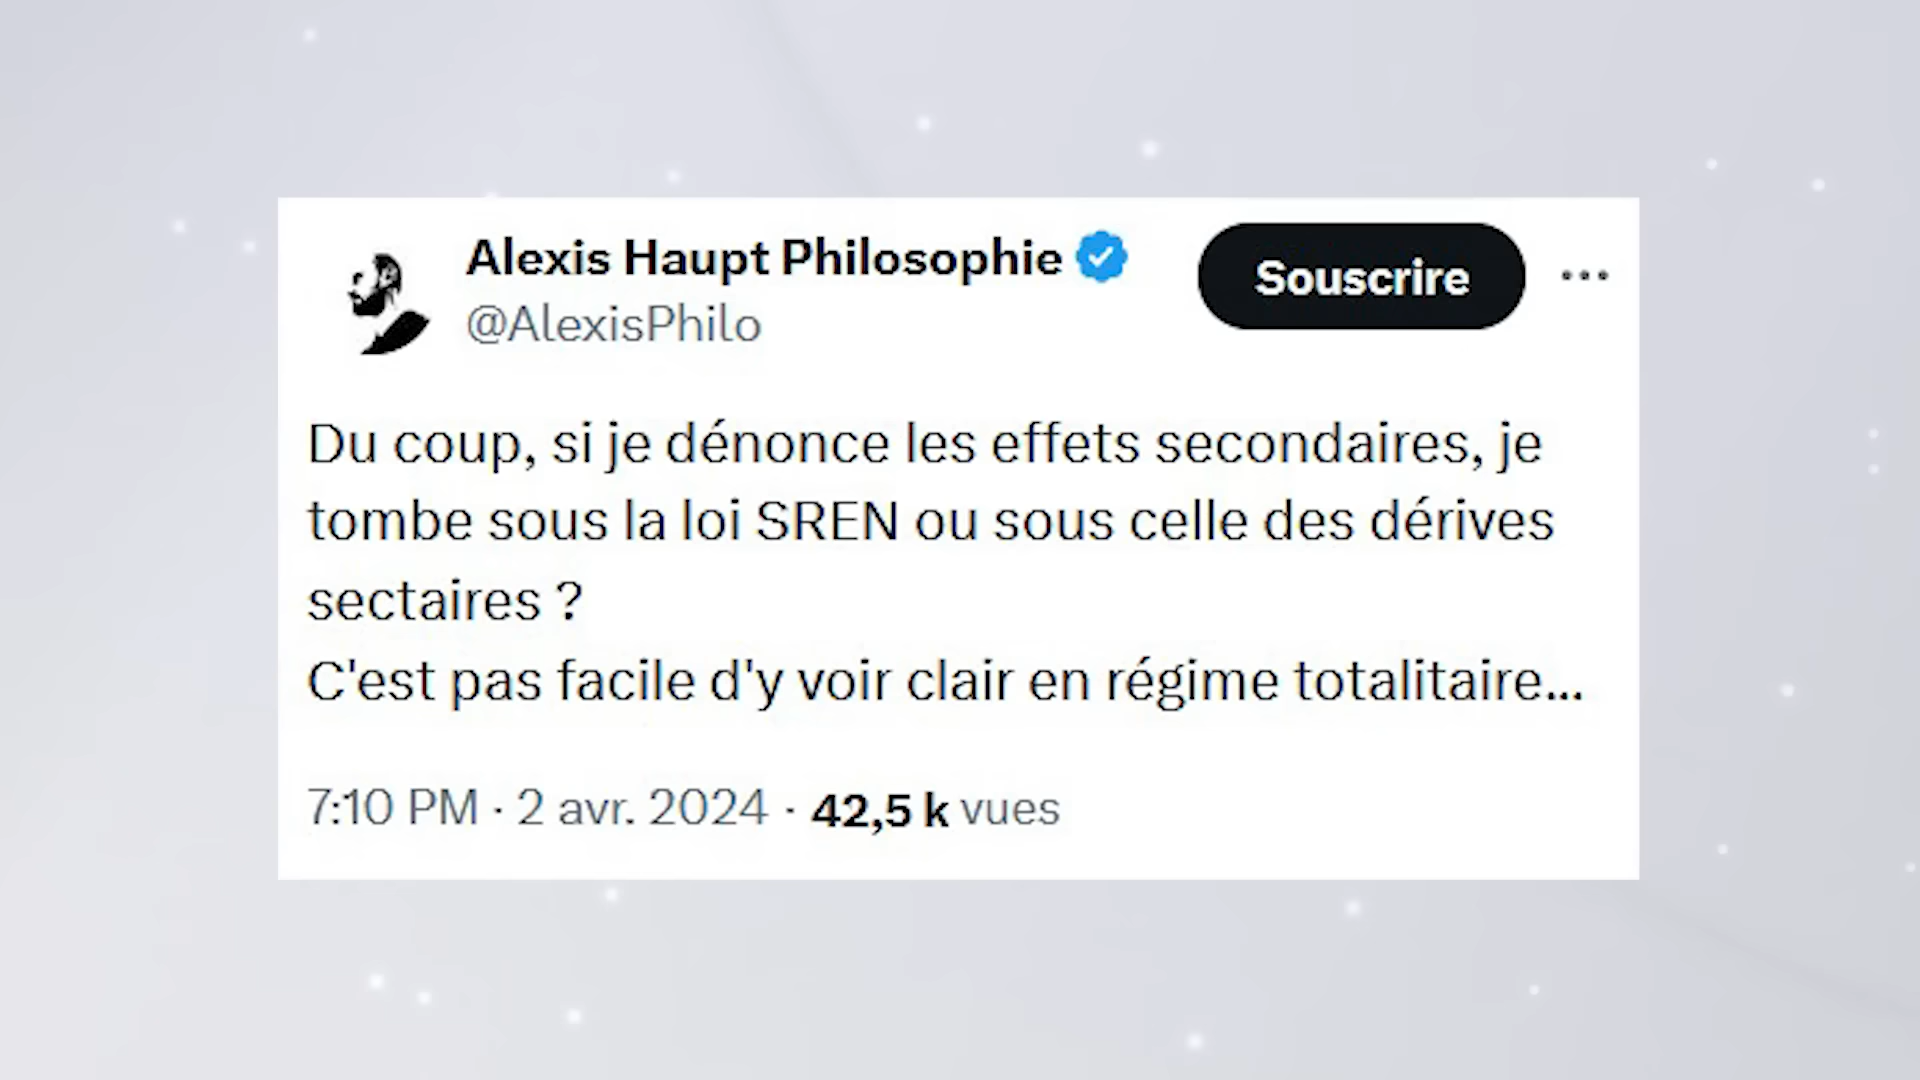 Alexis Haupt Philosophie
@AlexisPhilo
Souscrire
Du coup, si je dénonce les effets secondaires, je
tombe sous la loi SREN ou sous celle des dérives
sectaires ?
C'est pas facile d'y voir clair en régime totalitaire...
7:10 PM · 2 avr. 2024 · 42,5 k vues